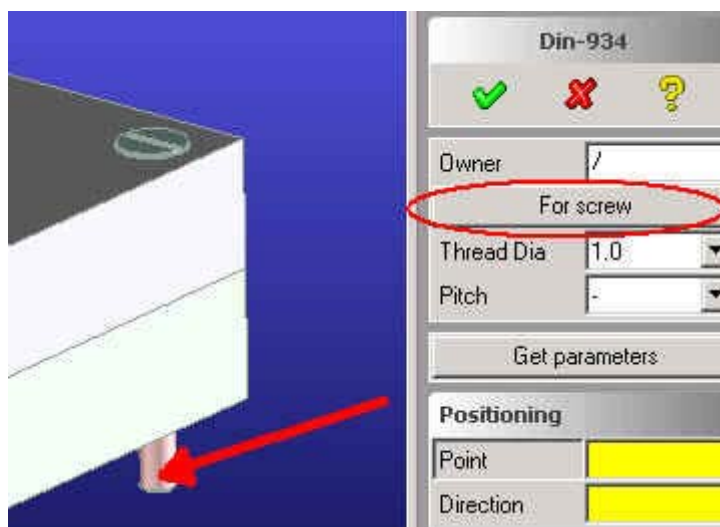 Din-934
Owner /
For screw
Thread Dia 1.0
Pitch -
Get parameters
Positioning
Point
Direction